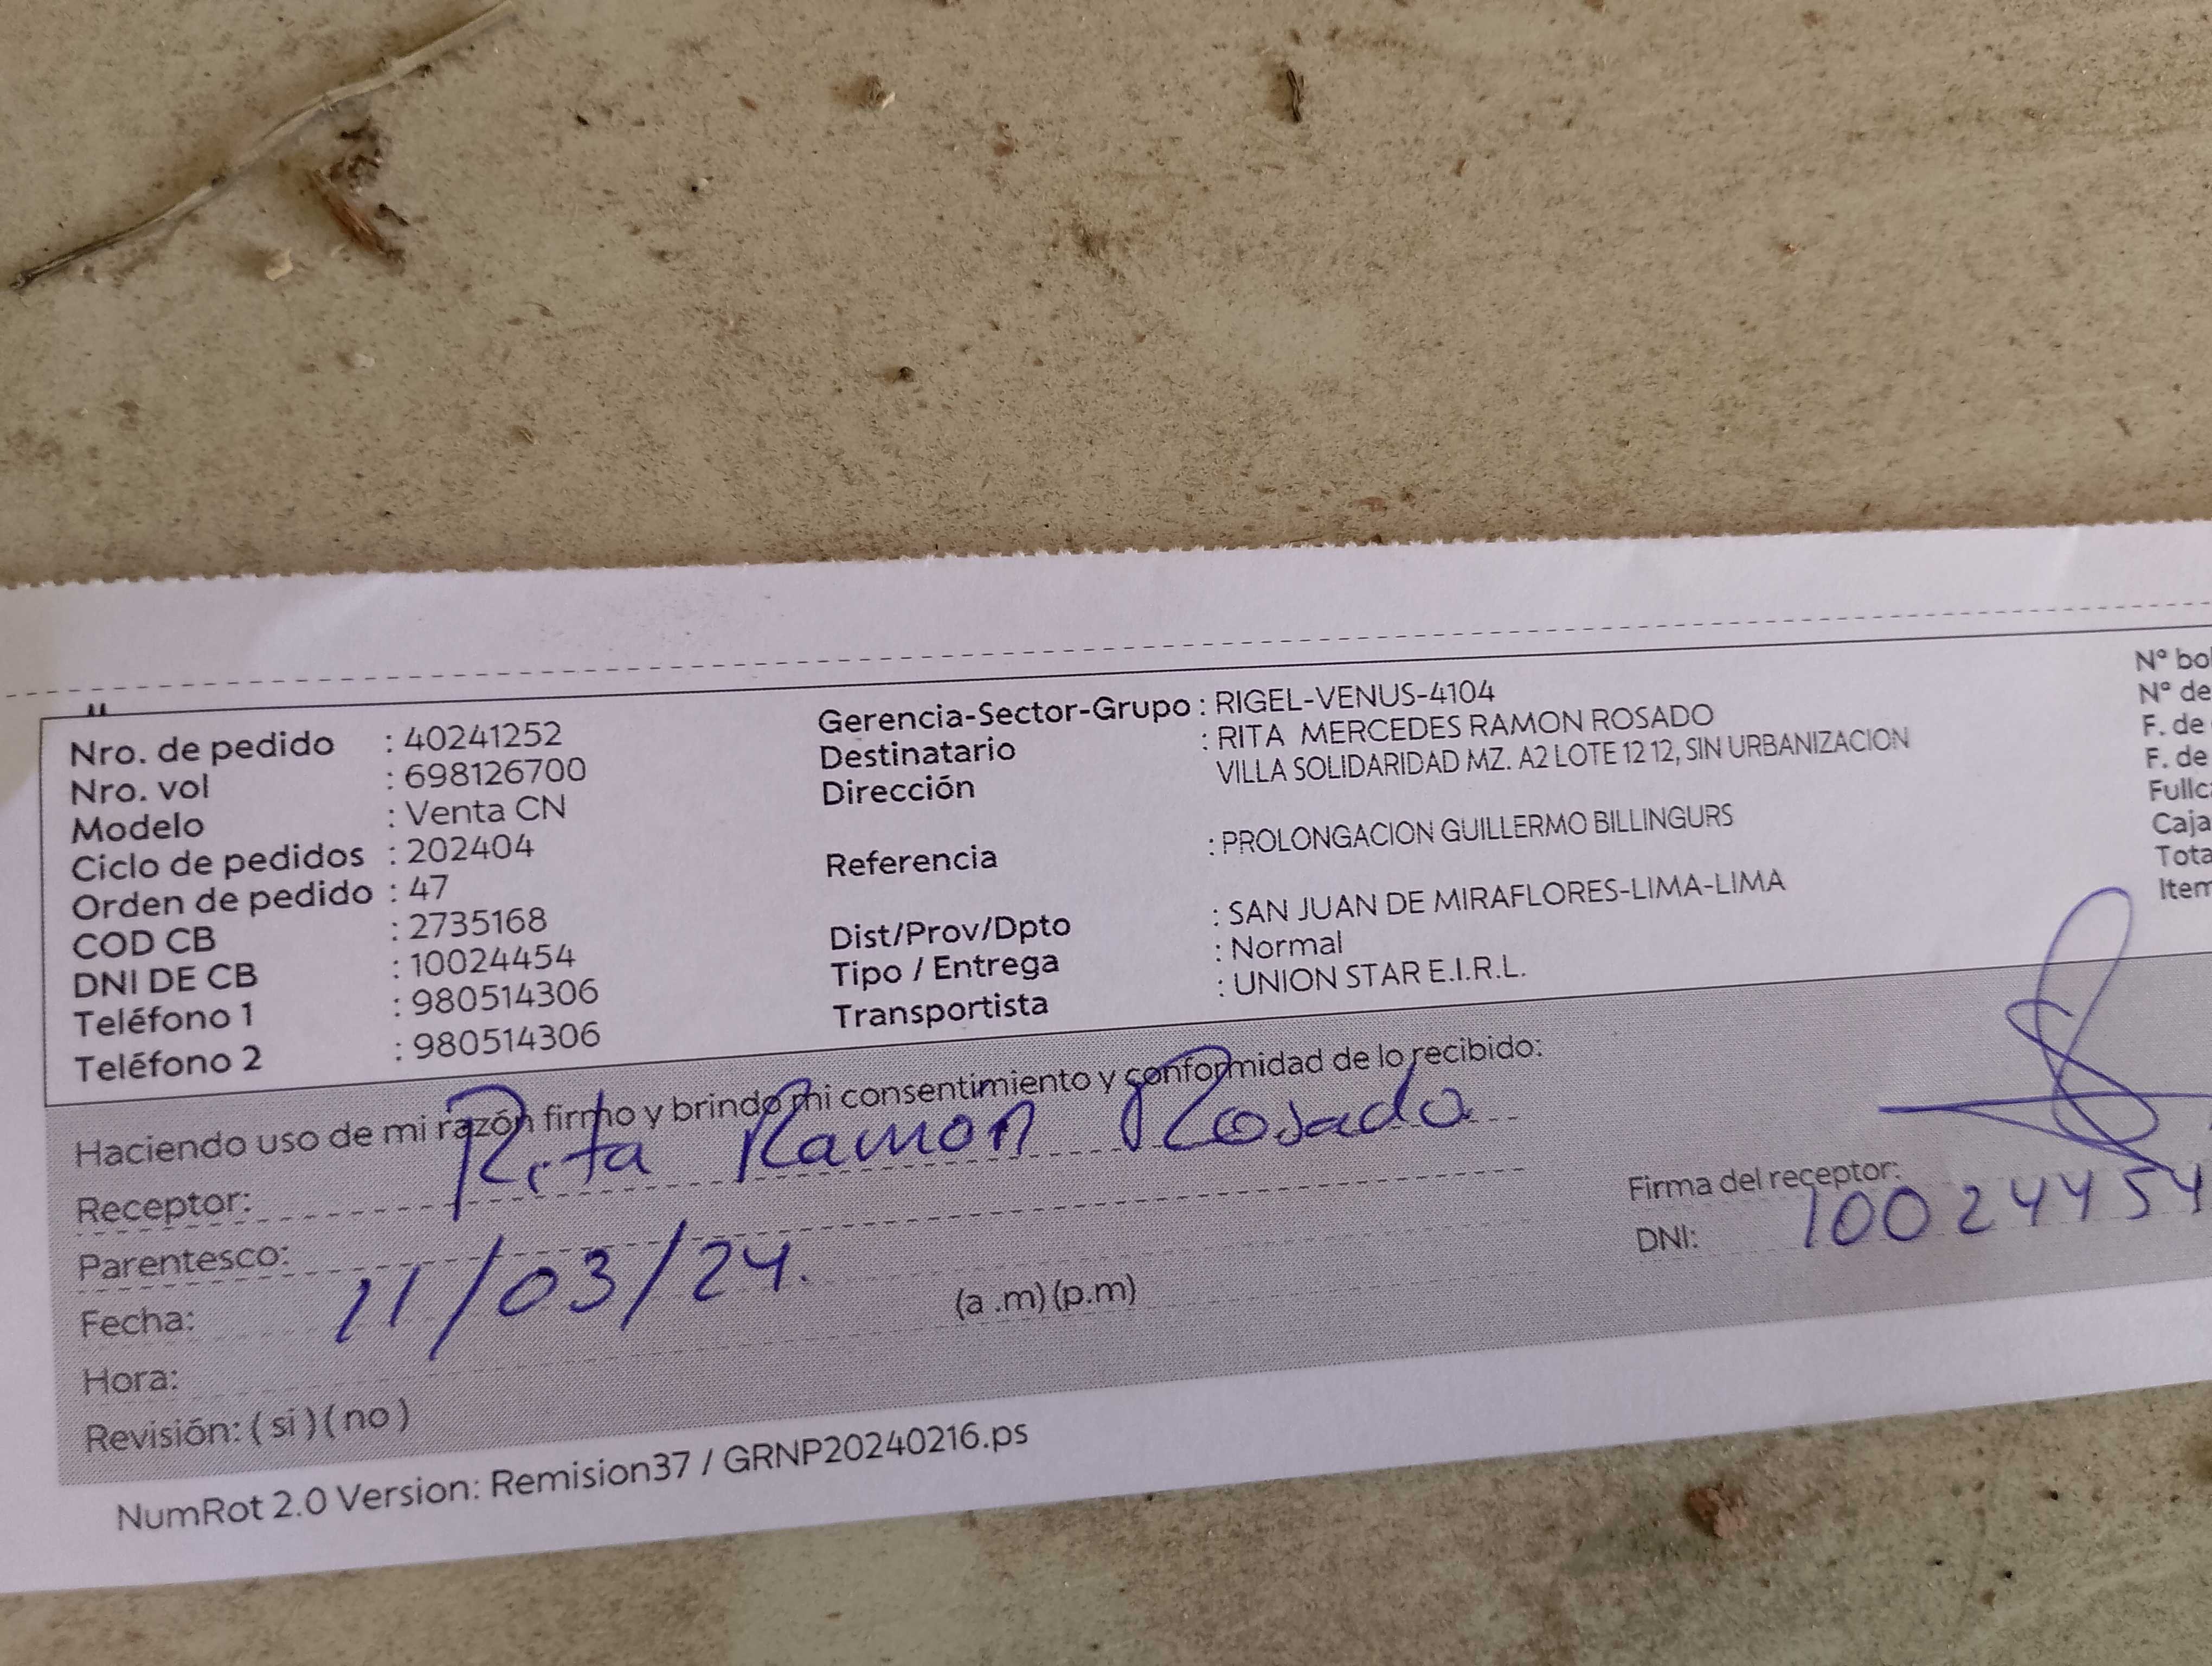 Nro. de pedido : 40241252
Nro. vol : 698126700
Modelo : Venta CN
Ciclo de pedidos : 202404
Orden de pedido : 47
COD CB : 2735168
DNI DE CB : 10024454
Teléfono 1 : 980514306
Teléfono 2 : 980514306
Gerencia-Sector-Grupo : RIGEL-VENUS-4104
Destinatario : RITA MERCEDES RAMON ROSADO
Dirección VILLA SOLIDARIDAD MZ. A2 LOTE 12 12, SIN URBANIZACION
Referencia : PROLONGACION GUILLERMO BILLINGURS
Dist/Prov/Dpto : SAN JUAN DE MIRAFLORES-LIMA-LIMA
Tipo / Entrega : Normal
Transportista : UNION STAR E.I.R.L.
N° bol
N° de
F. de
F. de
Fullc
Caja
Tota
Item
Haciendo uso de mi razón firmo y brindo mi consentimiento y conformidad de lo recibido:
Receptor: Rita Ramon Rosado
Parentesco:
Fecha: 11/03/24.
Hora: (a .m) (p.m)
Revisión: ( si ) ( no )
Firma del receptor:
DNI: 10024454
NumRot 2.0 Version: Remision37 / GRNP20240216.ps